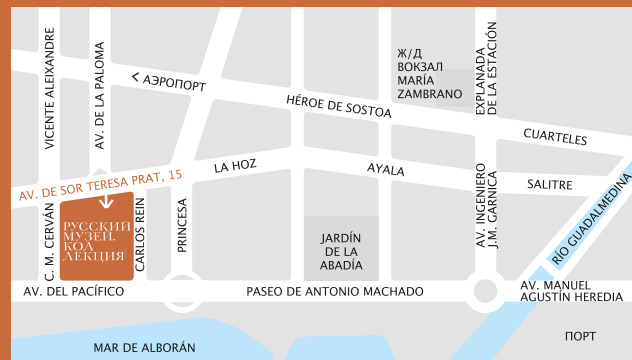 VICENTE ALEIXANDRE
AV. DE LA PALOMA
< АЭРОПОРТ
HÉROE DE SOSTOA
Ж/Д
ВОКЗАЛ
MARÍA
ZAMBRANO
EXPLANADA
DE LA ESTACIÓN
CUARTELES
AV. DE SOR TERESA PRAT, 15
LA HOZ
AYALA
SALITRE
C. M. CERVÁN
РУССКИЙ
МУЗЕЙ.
КОЛ
ЛЕКЦИЯ
CARLOS REIN
PRINCESA
JARDÍN
DE LA
ABADÍA
AV. INGENIERO
J.M. GARNICA
RÍO GUADALMEDINA
AV. DEL PACÍFICO
PASEO DE ANTONIO MACHADO
AV. MANUEL
AGUSTÍN HEREDIA
MAR DE ALBORÁN
ПОРТ